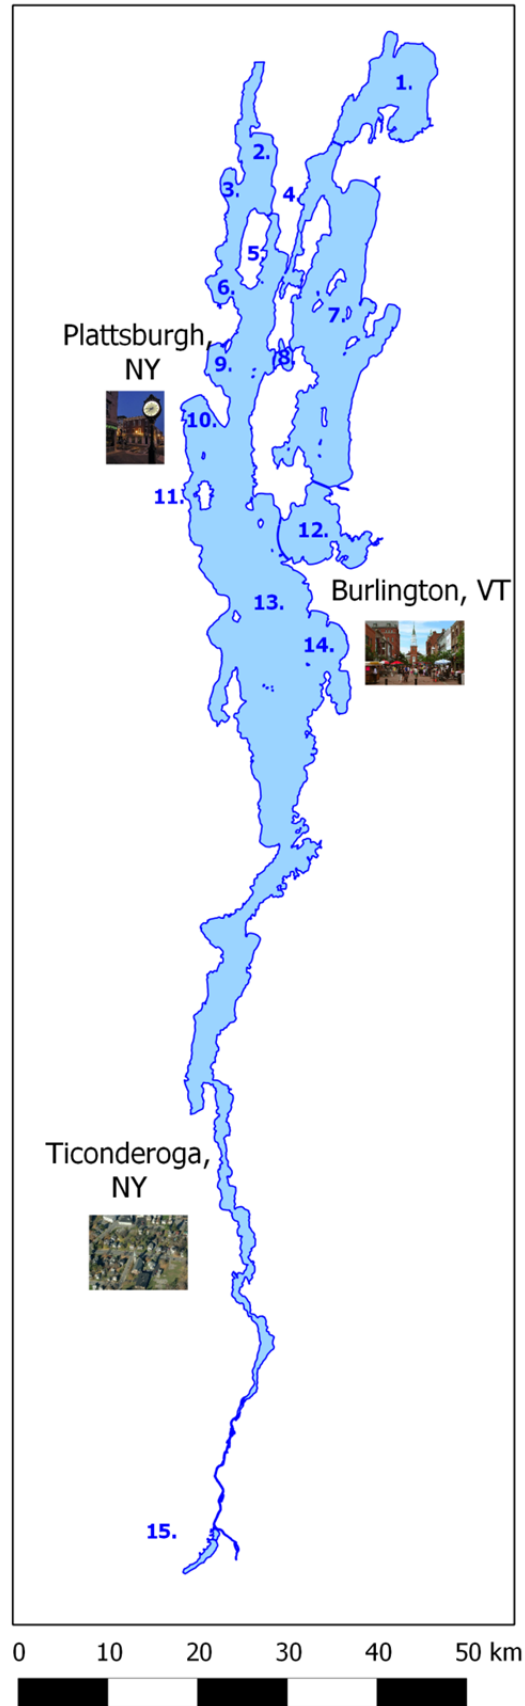 1.
2.
3.
4.
5.
6.
7.
Plattsburgh,
NY
8.
9.
10.
11.
12.
13.
Burlington, VT
14.
Ticonderoga,
NY
15.
0 10 20 30 40 50 km